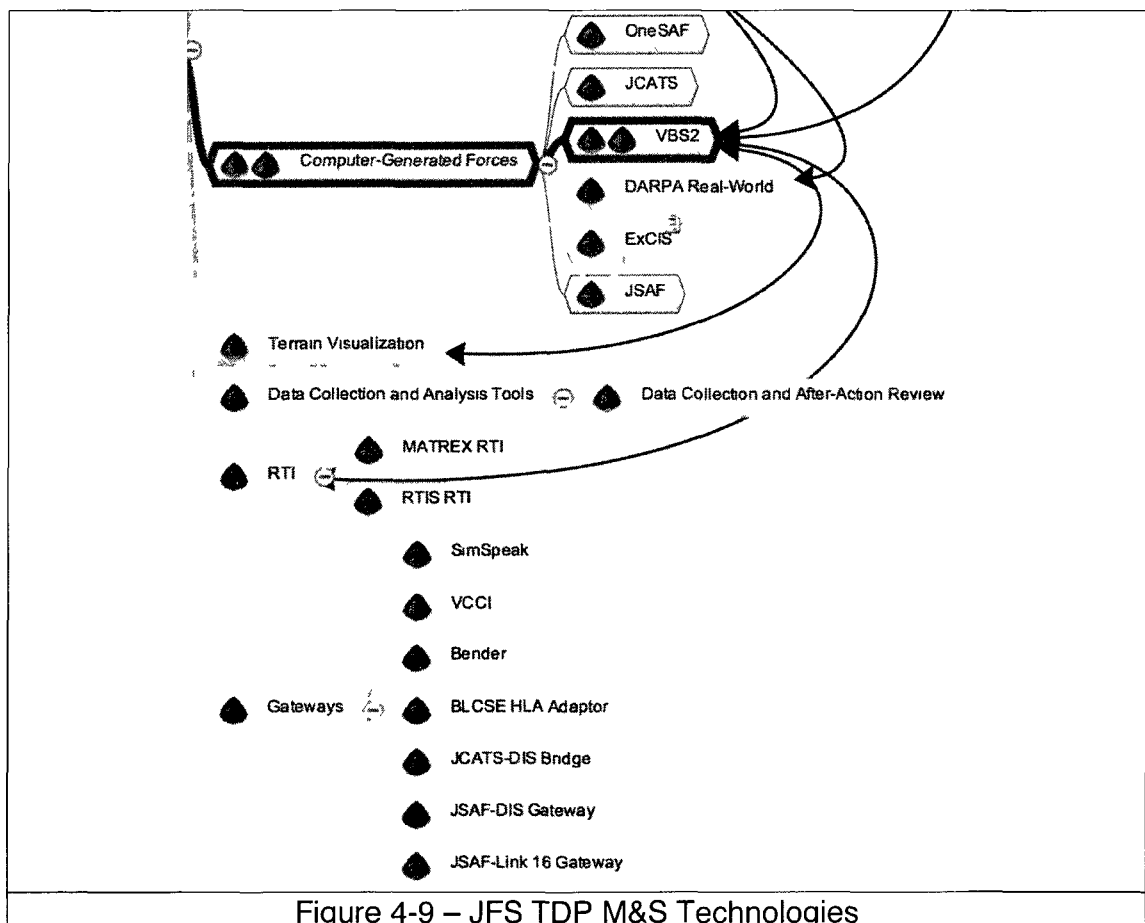 OneSAF
JCATS
VBS2
Computer-Generated Forces
DARPA Real-World
ExCIS
JSAF
Terrain Visualization
Data Collection and Analysis Tools
Data Collection and After-Action Review
MATREX RTI
RTI
RTIS RTI
SimSpeak
VCCI
Bender
Gateways
BLCSE HLA Adaptor
JCATS-DIS Bridge
JSAF-DIS Gateway
JSAF-Link 16 Gateway
Figure 4-9 – JFS TDP M&S Technologies